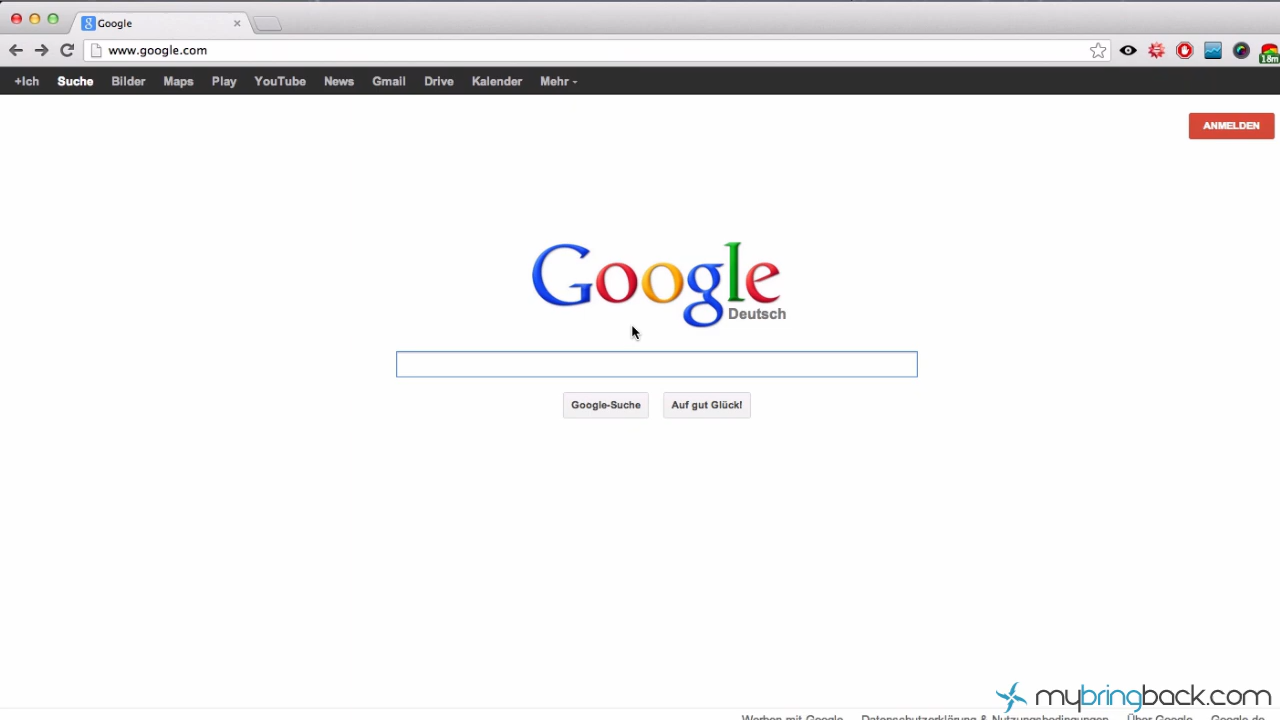 Google
www.google.com
18m
+Ich Suche Bilder Maps Play YouTube News Gmail Drive Kalender Mehr
ANMELDEN
Google
Deutsch
Google-Suche Auf gut Glück!
mybringback.com
Werben mit Google Datenschutzerklärung & Nutzungsbedingungen Über Google Google.de